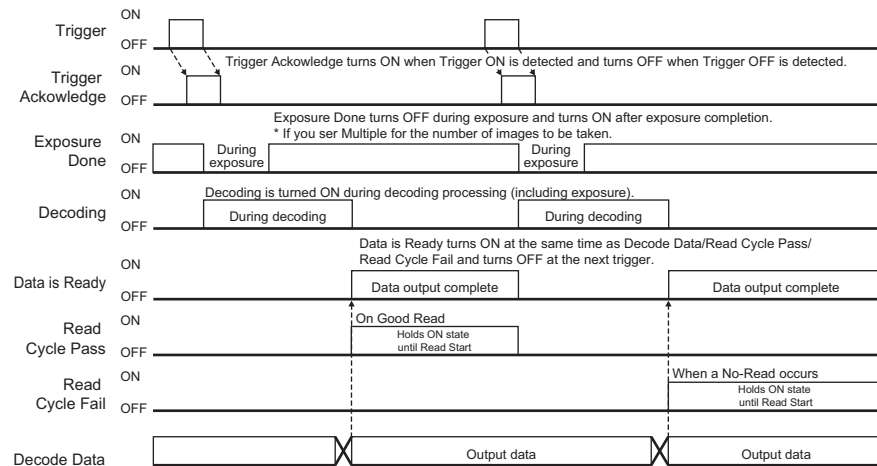 ON
Trigger
OFF
Trigger Ackowledge turns ON when Trigger ON is detected and turns OFF when Trigger OFF is detected.
ON
Trigger
Ackowledge
OFF
Exposure Done turns OFF during exposure and turns ON after exposure completion.
* If you ser Multiple for the number of images to be taken.
ON
Exposure
Done
OFF
During
exposure
During
exposure
ON
Decoding is turned ON during decoding processing (including exposure).
Decoding
OFF
During decoding
During decoding
Data is Ready turns ON at the same time as Decode Data/Read Cycle Pass/
Read Cycle Fail and turns OFF at the next trigger.
ON
Data is Ready
OFF
Data output complete
Data output complete
ON
On Good Read
Read
Cycle Pass
OFF
Holds ON state
until Read Start
ON
When a No-Read occurs
Read
Cycle Fail
OFF
Holds ON state
until Read Start
Decode Data
Output data
Output data